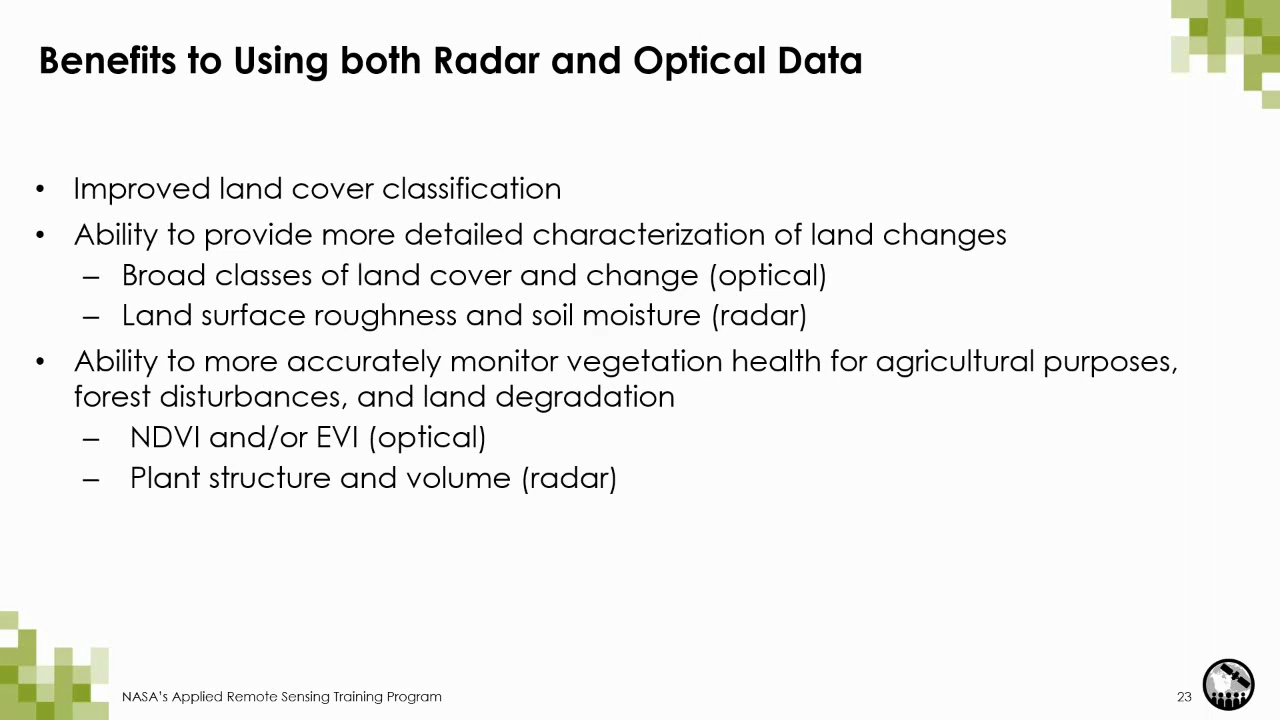 Benefits to Using both Radar and Optical Data
• Improved land cover classification
• Ability to provide more detailed characterization of land changes
– Broad classes of land cover and change (optical)
– Land surface roughness and soil moisture (radar)
• Ability to more accurately monitor vegetation health for agricultural purposes,
forest disturbances, and land degradation
– NDVI and/or EVI (optical)
– Plant structure and volume (radar)
NASA's Applied Remote Sensing Training Program
23